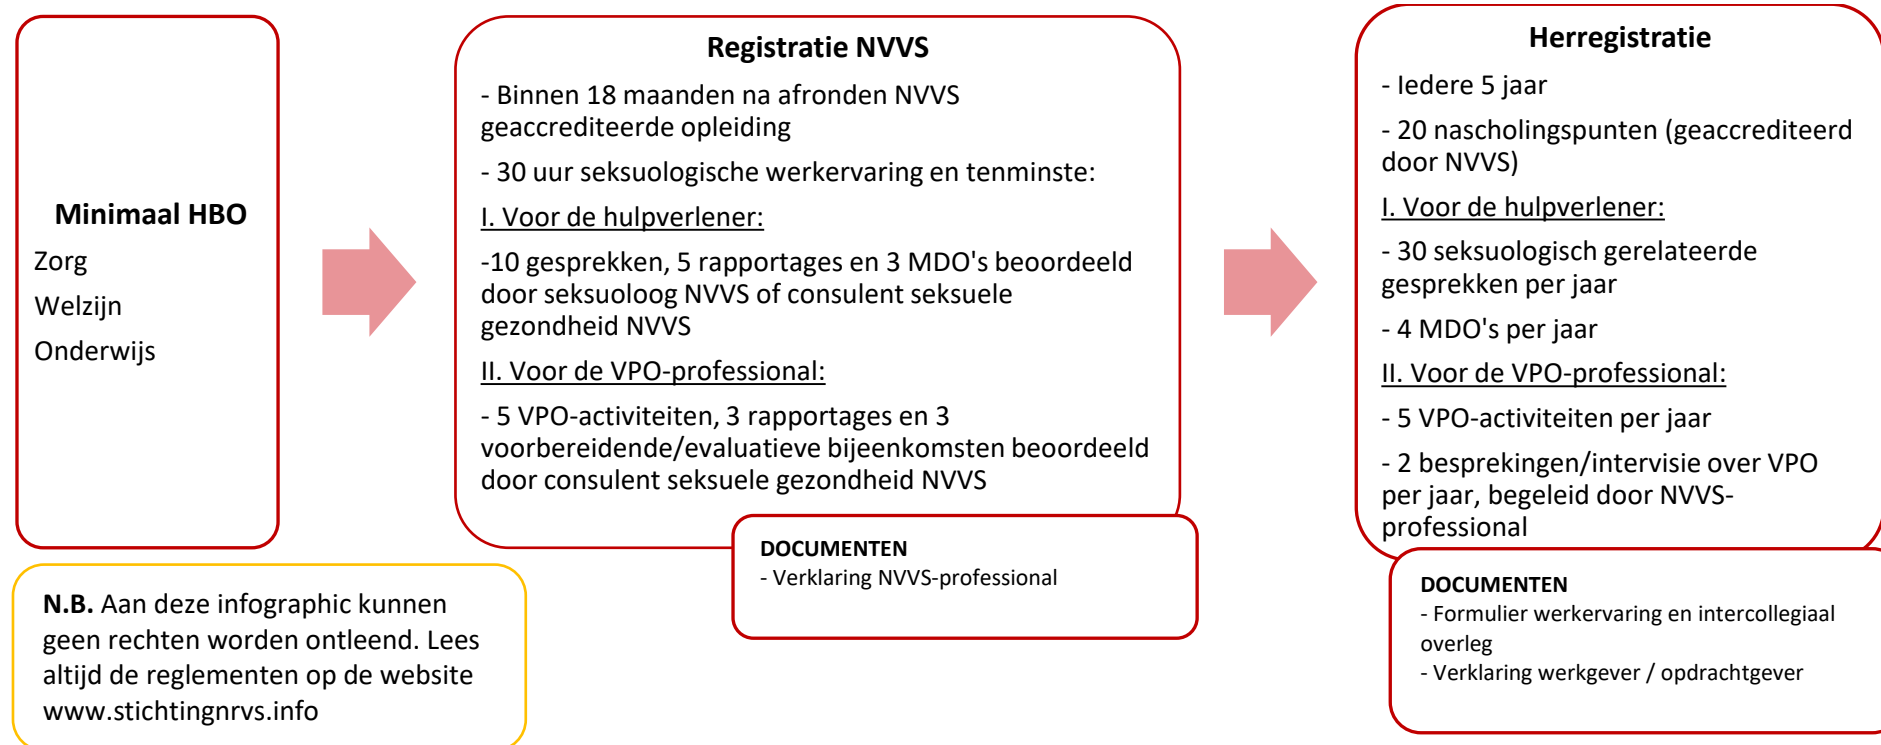 Minimaal HBO
Zorg
Welzijn
Onderwijs
Registratie NVVS
- Binnen 18 maanden na afronden NVVS
geaccrediteerde opleiding
- 30 uur seksuologische werkervaring en tenminste:
I. Voor de hulpverlener:
-10 gesprekken, 5 rapportages en 3 MDO's beoordeeld
door seksuoloog NVVS of consulent seksuele
gezondheid NVVS
II. Voor de VPO-professional:
- 5 VPO-activiteiten, 3 rapportages en 3
voorbereidende/evaluatieve bijeenkomsten beoordeeld
door consulent seksuele gezondheid NVVS
DOCUMENTEN
- Verklaring NVVS-professional
Herregistratie
- Iedere 5 jaar
- 20 nascholingspunten (geaccrediteerd
door NVVS)
I. Voor de hulpverlener:
- 30 seksuologisch gerelateerde
gesprekken per jaar
- 4 MDO's per jaar
II. Voor de VPO-professional:
- 5 VPO-activiteiten per jaar
- 2 besprekingen/intervisie over VPO
per jaar, begeleid door NVVS-
professional
DOCUMENTEN
- Formulier werkervaring en intercollegiaal
overleg
- Verklaring werkgever / opdrachtgever
N.B. Aan deze infographic kunnen
geen rechten worden ontleend. Lees
altijd de reglementen op de website
www.stichtingnrvs.info